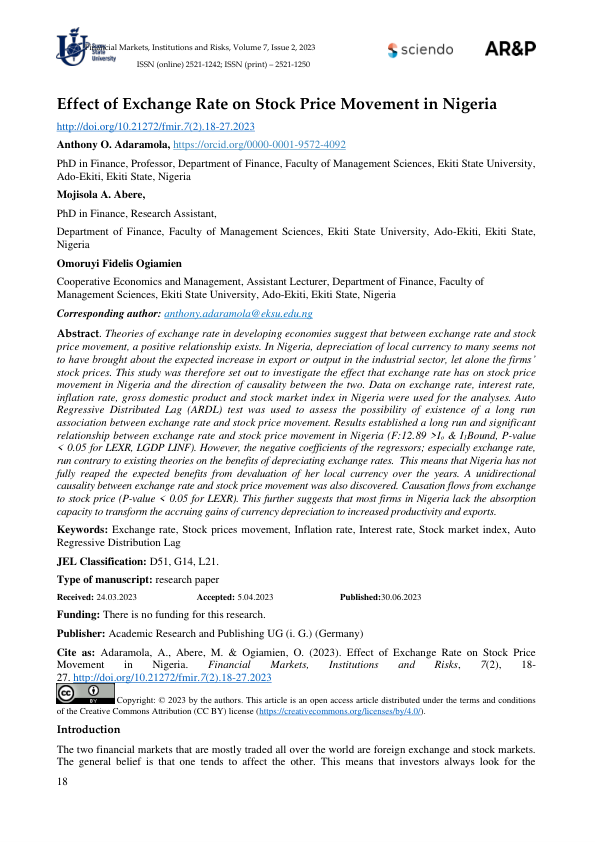 Financial Markets, Institutions and Risks, Volume 7, Issue 2, 2023
State
University
sciendo
AR&P
ISSN (online) 2521-1242; ISSN (print) – 2521-1250
Effect of Exchange Rate on Stock Price Movement in Nigeria
http://doi.org/10.21272/fmir.7(2).18-27.2023
Anthony O. Adaramola, https://orcid.org/0000-0001-9572-4092
PhD in Finance, Professor, Department of Finance, Faculty of Management Sciences, Ekiti State University,
Ado-Ekiti, Ekiti State, Nigeria
Mojisola A. Abere,
PhD in Finance, Research Assistant,
Department of Finance, Faculty of Management Sciences, Ekiti State University, Ado-Ekiti, Ekiti State,
Nigeria
Omoruyi Fidelis Ogiamien
Cooperative Economics and Management, Assistant Lecturer, Department of Finance, Faculty of
Management Sciences, Ekiti State University, Ado-Ekiti, Ekiti State, Nigeria
Corresponding author: anthony.adaramola@eksu.edu.ng
Abstract. Theories of exchange rate in developing economies suggest that between exchange rate and stock
price movement, a positive relationship exists. In Nigeria, depreciation of local currency to many seems not
to have brought about the expected increase in export or output in the industrial sector, let alone the firms'
stock prices. This study was therefore set out to investigate the effect that exchange rate has on stock price
movement in Nigeria and the direction of causality between the two. Data on exchange rate, interest rate,
inflation rate, gross domestic product and stock market index in Nigeria were used for the analyses. Auto
Regressive Distributed Lag (ARDL) test was used to assess the possibility of existence of a long run
association between exchange rate and stock price movement. Results established a long run and significant
relationship between exchange rate and stock price movement in Nigeria (F:12.89 >I₀ & I₁Bound, P-value
< 0.05 for LEXR, LGDP LINF). However, the negative coefficients of the regressors; especially exchange rate,
run contrary to existing theories on the benefits of depreciating exchange rates. This means that Nigeria has not
fully reaped the expected benefits from devaluation of her local currency over the years. A unidirectional
causality between exchange rate and stock price movement was also discovered. Causation flows from exchange
to stock price (P-value < 0.05 for LEXR). This further suggests that most firms in Nigeria lack the absorption
capacity to transform the accruing gains of currency depreciation to increased productivity and exports.
Keywords: Exchange rate, Stock prices movement, Inflation rate, Interest rate, Stock market index, Auto
Regressive Distribution Lag
JEL Classification: D51, G14, L21.
Type of manuscript: research paper
Received: 24.03.2023 Accepted: 5.04.2023 Published:30.06.2023
Funding: There is no funding for this research.
Publisher: Academic Research and Publishing UG (i. G.) (Germany)
Cite as: Adaramola, A., Abere, M. & Ogiamien, O. (2023). Effect of Exchange Rate on Stock Price
Movement in Nigeria. Financial Markets, Institutions and Risks, 7(2), 18-
27. http://doi.org/10.21272/fmir.7(2).18-27.2023
CC BY Copyright: © 2023 by the authors. This article is an open access article distributed under the terms and conditions
of the Creative Commons Attribution (CC BY) license (https://creativecommons.org/licenses/by/4.0/).
Introduction
The two financial markets that are mostly traded all over the world are foreign exchange and stock markets.
The general belief is that one tends to affect the other. This means that investors always look for the
18